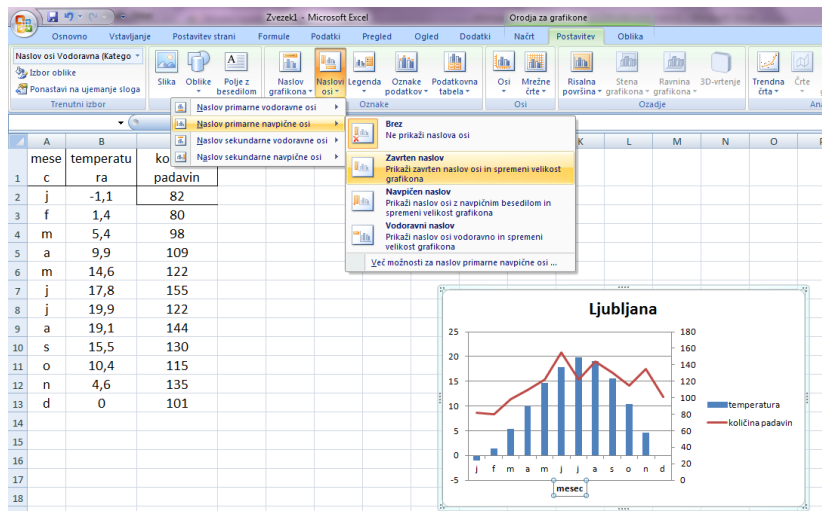 Zvezek1 - Microsoft Excel
Orodja za grafikone
Osnovno Vstavljanje Postavitev strani Formule Podatki Pregled Ogled Dodatki Načrt Postavitev Oblika
Naslov osi Vodoravna (Katego
Izbor oblike
Ponastavi na ujemanje sloga
Trenutni izbor
Slika
Oblike
Polje z
besedilom
Naslov
grafikona
Naslovi
osi
Legenda
Oznake
podatkov
Podatkovna
tabela
Oznake
Osi
Mrežne
črte
Osi
Risalna
površina
Stena
grafikona
Ravnina
grafikona
3D-vrtenje
Ozadje
Trendna
črta
Črte
Ana
Naslov primarne vodoravne osi
Naslov primarne navpične osi
Naslov sekundarne vodoravne osi
Naslov sekundarne navpične osi
Brez
Ne prikaži naslova osi
Zavrten naslov
Prikaži zavrten naslov osi in spremeni velikost
grafikona
Navpičen naslov
Prikaži naslov osi z navpičnim besedilom in
spremeni velikost grafikona
Vodoravni naslov
Prikaži naslov osi vodoravno in spremeni
velikost grafikona
Več možnosti za naslov primarne navpične osi ...
A B K L M N O
mese temperatu ko
1 c ra padavin
2 j -1,1 82
3 f 1,4 80
4 m 5,4 98
5 a 9,9 109
6 m 14,6 122
7 j 17,8 155
8 j 19,9 122
9 a 19,1 144
10 s 15,5 130
11 o 10,4 115
12 n 4,6 135
13 d 0 101
14
15
16
17
18
Ljubljana
25 180
160
20
140
15 120
100
10
80
5 60
40
0
20
-5 0
j f m a m j j a s o n d
mesec
temperatura
količina padavin